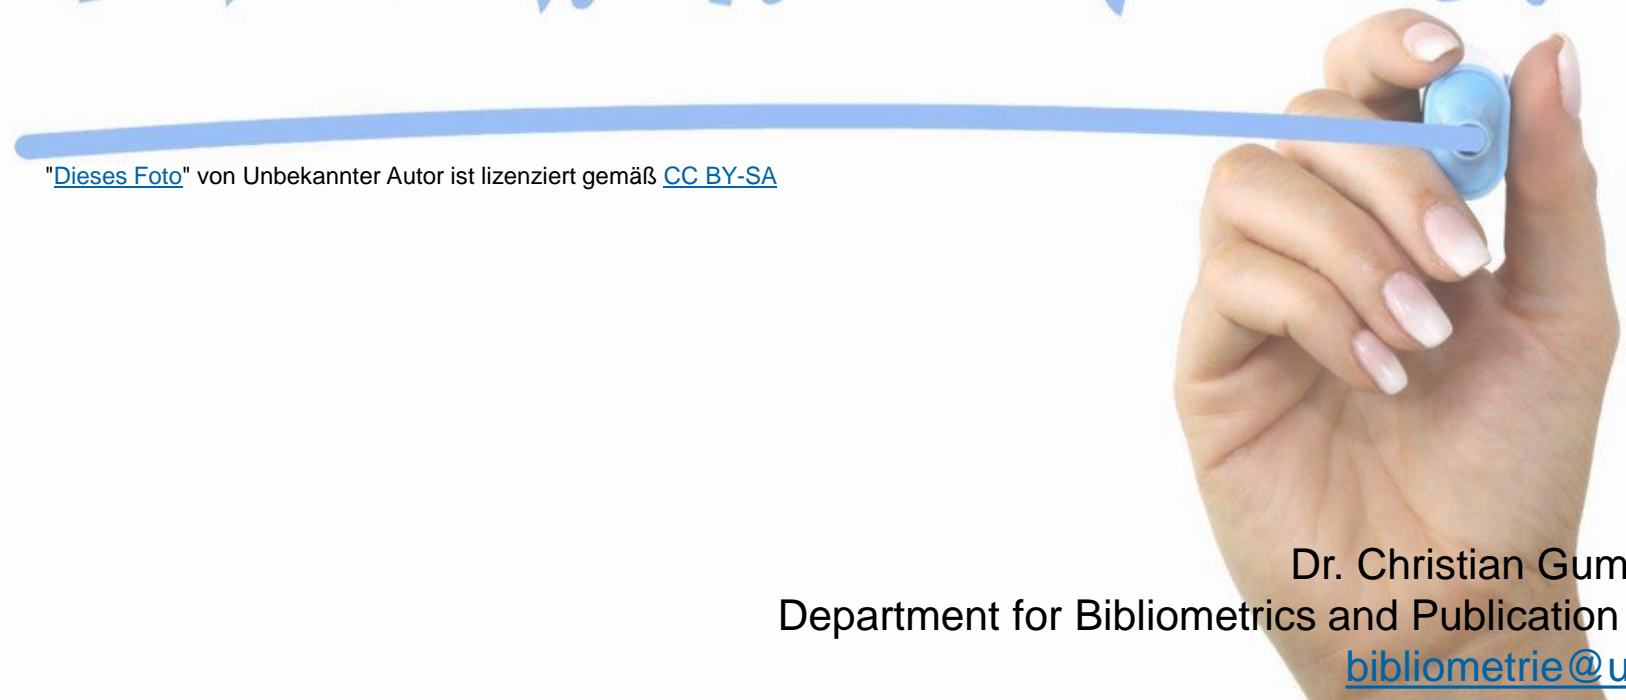 "Dieses Foto" von Unbekannter Autor ist lizenziert gemäß CC BY-SA
Dr. Christian Gum
Department for Bibliometrics and Publication
bibliometrie@u